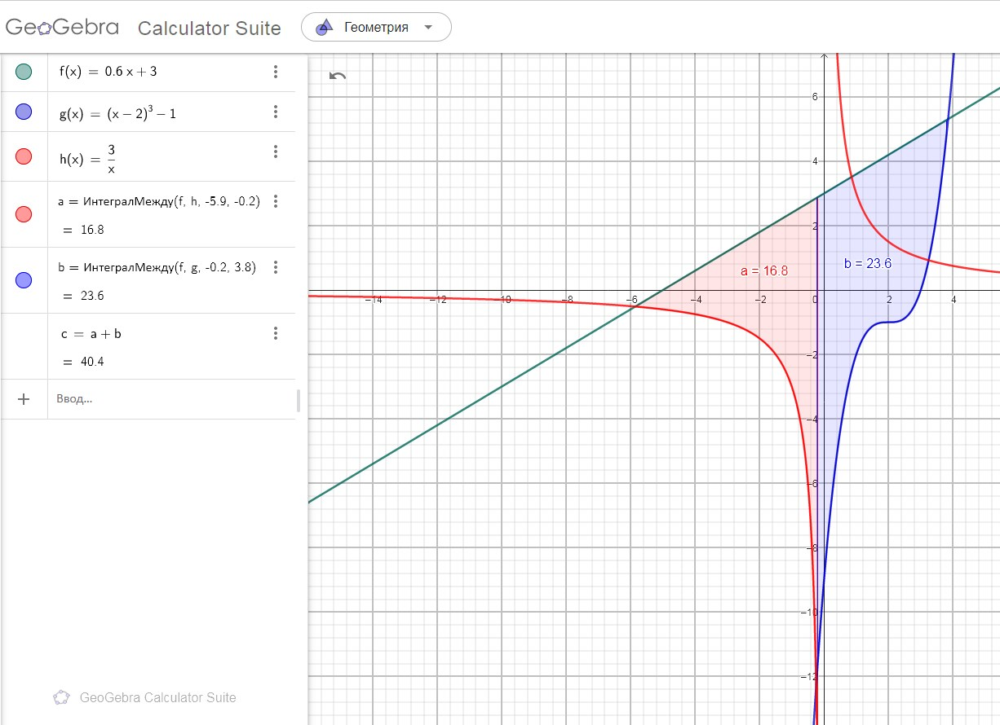 GeoGebra Calculator Suite Геометрия
f(x) = 0.6 x + 3
g(x) = (x − 2)³ − 1
h(x) = 3/x
a = ИнтегралМежду(f, h, -5.9, -0.2)
= 16.8
b = ИнтегралМежду(f, g, -0.2, 3.8)
= 23.6
c = a + b
= 40.4
+ Ввод...
GeoGebra Calculator Suite
6
4
2
a = 16.8
b = 23.6
−14 −12 −10 −8 −6 −4 −2 0 2 4
−2
−4
−6
−8
−10
−12